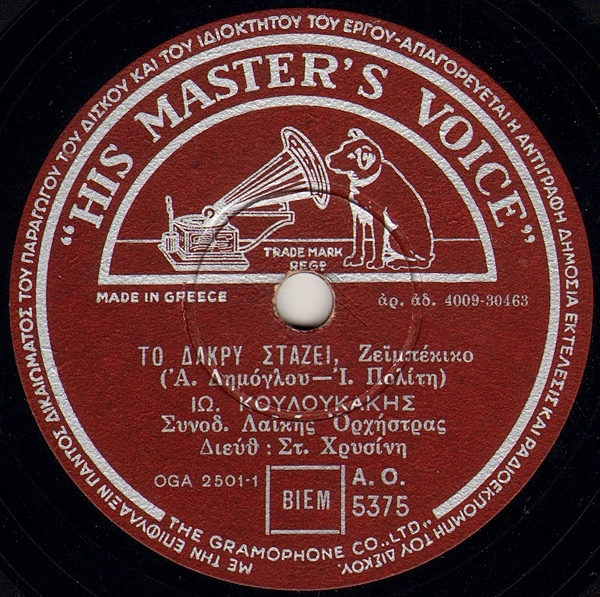 ΜΕ ΤΗΝ ΕΠΙΦΥΛΑΞΙΝ ΠΑΝΤΟΣ ΔΙΚΑΙΩΜΑΤΟΣ ΤΟΥ ΠΑΡΑΓΩΓΟΥ ΤΟΥ ΔΙΣΚΟΥ ΚΑΙ ΤΟΥ ΙΔΙΟΚΤΗΤΟΥ ΤΟΥ ΕΡΓΟΥ-ΑΠΑΓΟΡΕΥΕΤΑΙ Η ΑΝΤΙΓΡΑΦΗ ΔΗΜΟΣΙΑ ΕΚΤΕΛΕΣΙΣ ΚΑΙ ΡΑΔΙΟΕΚΠΟΜΠΗ ΤΟΥ ΔΙΣΚΟΥ.
"HIS MASTER'S VOICE"
TRADE MARK
REGD
MADE IN GREECE ἀρ. ἀδ. 4009-30463
ΤΟ ΔΑΚΡΥ ΣΤΑΖΕΙ, Ζεϊμπέκικο
(Ἀ. Δημόγλου—Ἰ. Πολίτη)
ΙΩ. ΚΟΥΛΟΥΚΑΚΗΣ
Συνοδ. Λαϊκῆς Ὀρχήστρας
Διευθ: Στ. Χρυσίνη
OGA 2501-1 BIEM A.O.
5375
THE GRAMOPHONE CO., LTD.